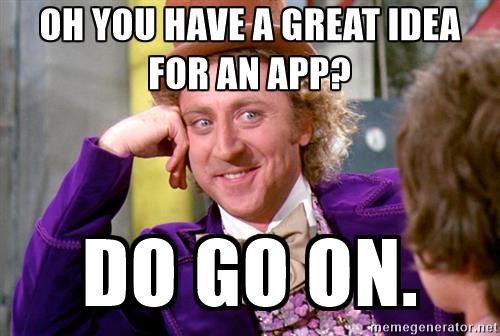 OH YOU HAVE A GREAT IDEA
FOR AN APP?
DO GO ON.
memegenerator.net